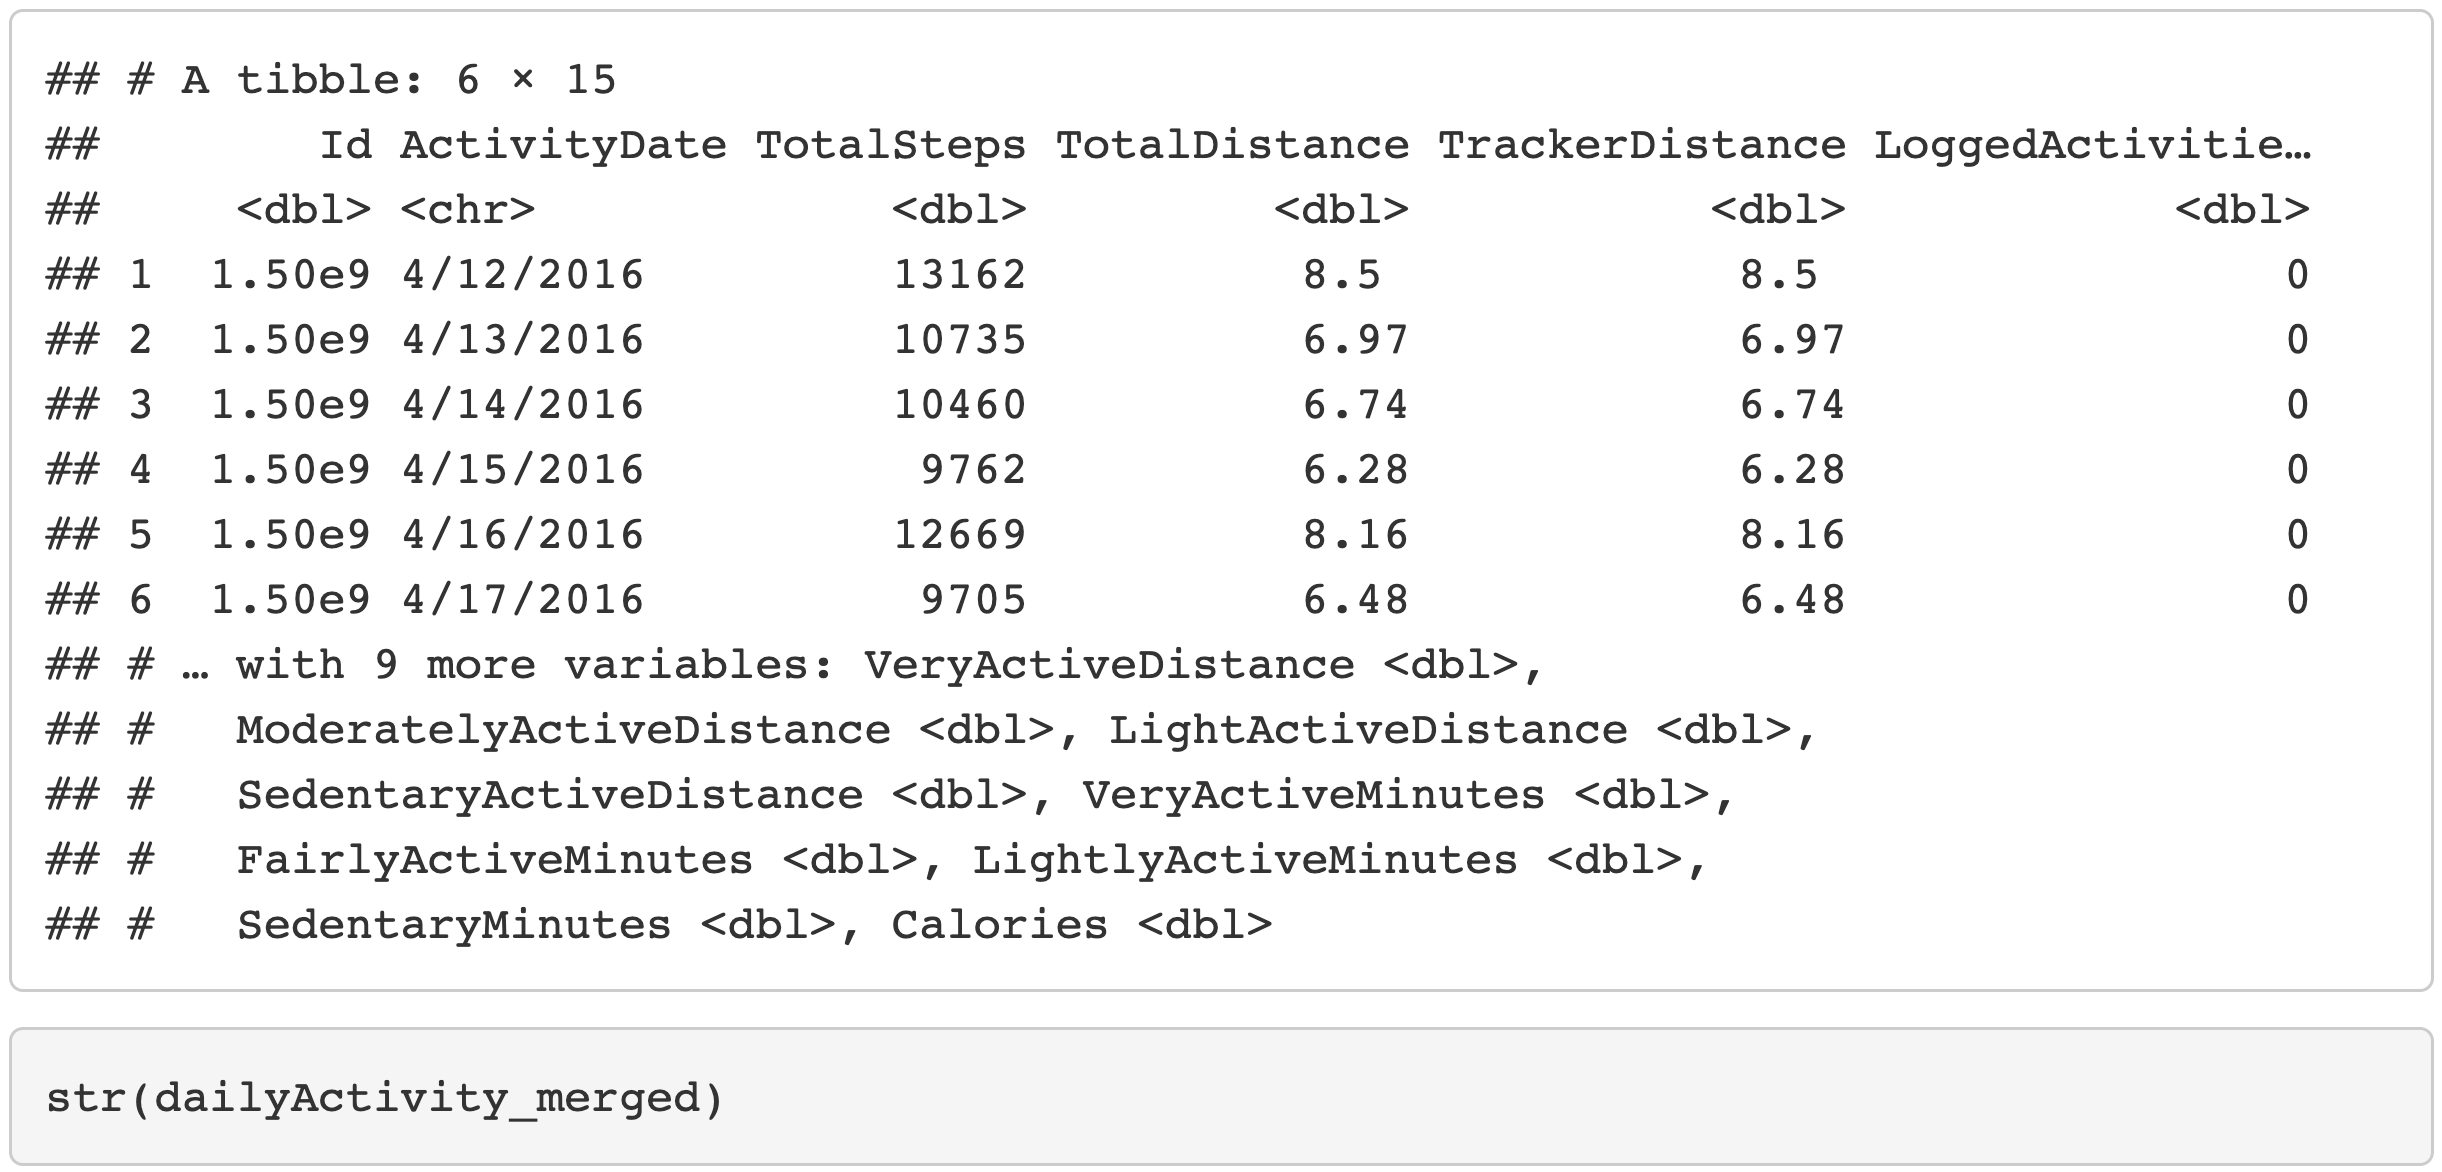 ## # A tibble: 6 × 15
##        Id ActivityDate TotalSteps TotalDistance TrackerDistance LoggedActivitie…
##     <dbl> <chr>             <dbl>         <dbl>           <dbl>            <dbl>
## 1  1.50e9 4/12/2016         13162          8.5             8.5                 0
## 2  1.50e9 4/13/2016         10735          6.97            6.97                0
## 3  1.50e9 4/14/2016         10460          6.74            6.74                0
## 4  1.50e9 4/15/2016          9762          6.28            6.28                0
## 5  1.50e9 4/16/2016         12669          8.16            8.16                0
## 6  1.50e9 4/17/2016          9705          6.48            6.48                0
## # … with 9 more variables: VeryActiveDistance <dbl>,
## #   ModeratelyActiveDistance <dbl>, LightActiveDistance <dbl>,
## #   SedentaryActiveDistance <dbl>, VeryActiveMinutes <dbl>,
## #   FairlyActiveMinutes <dbl>, LightlyActiveMinutes <dbl>,
## #   SedentaryMinutes <dbl>, Calories <dbl>
str(dailyActivity_merged)